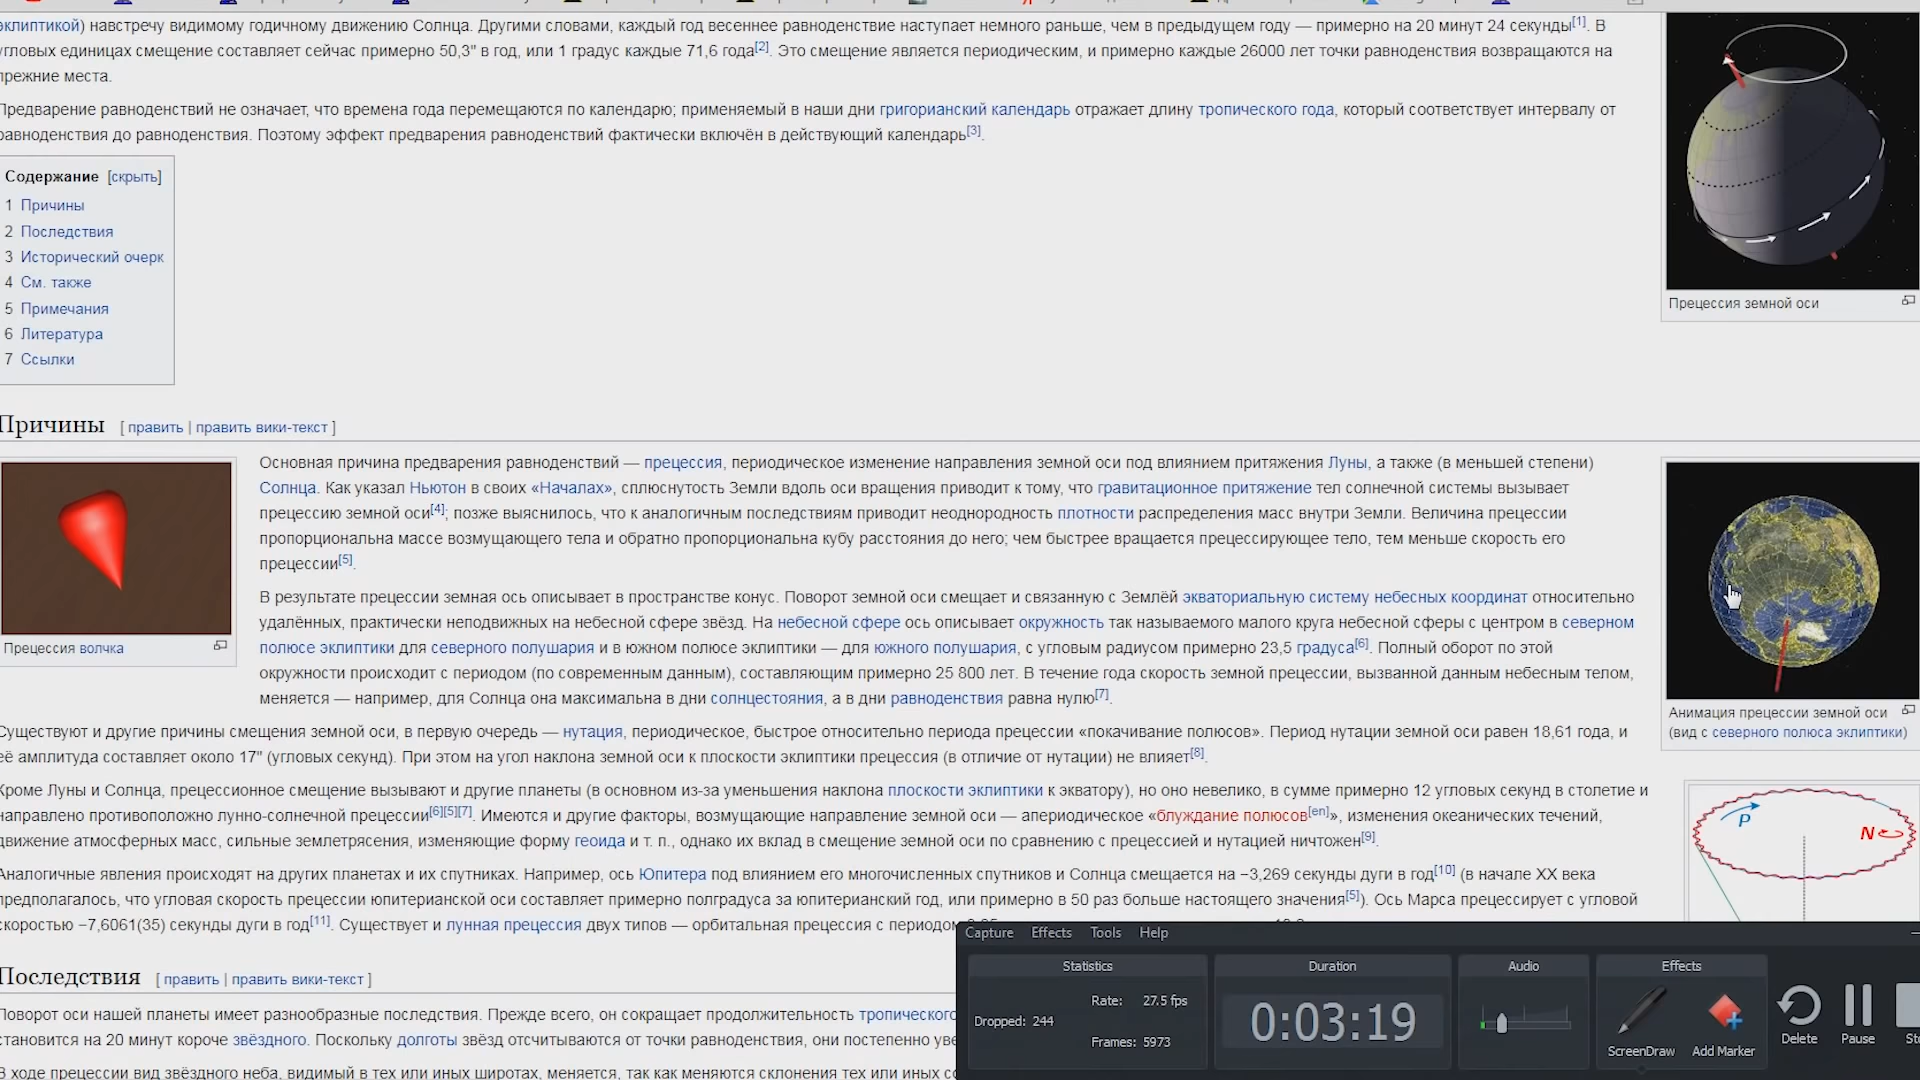 эклиптикой) навстречу видимому годичному движению Солнца. Другими словами, каждый год весеннее равноденствие наступает немного раньше, чем в предыдущем году — примерно на 20 минут 24 секунды[1]. В
угловых единицах смещение составляет сейчас примерно 50,3" в год, или 1 градус каждые 71,6 года[2]. Это смещение является периодическим, и примерно каждые 26000 лет точки равноденствия возвращаются на
прежние места.
Предварение равноденствий не означает, что времена года перемещаются по календарю; применяемый в наши дни григорианский календарь отражает длину тропического года, который соответствует интервалу от
равноденствия до равноденствия. Поэтому эффект предварения равноденствий фактически включён в действующий календарь[3].
Содержание [скрыть]
1 Причины
2 Последствия
3 Исторический очерк
4 См. также
5 Примечания
6 Литература
7 Ссылки
Прецессия земной оси
Причины [ править | править вики-текст ]
Основная причина предварения равноденствий — прецессия, периодическое изменение направления земной оси под влиянием притяжения Луны, а также (в меньшей степени)
Солнца. Как указал Ньютон в своих «Началах», сплюснутость Земли вдоль оси вращения приводит к тому, что гравитационное притяжение тел солнечной системы вызывает
прецессию земной оси[4]; позже выяснилось, что к аналогичным последствиям приводит неоднородность плотности распределения масс внутри Земли. Величина прецессии
пропорциональна массе возмущающего тела и обратно пропорциональна кубу расстояния до него; чем быстрее вращается прецессирующее тело, тем меньше скорость его
прецессии[5].
В результате прецессии земная ось описывает в пространстве конус. Поворот земной оси смещает и связанную с Землёй экваториальную систему небесных координат относительно
удалённых, практически неподвижных на небесной сфере звёзд. На небесной сфере ось описывает окружность так называемого малого круга небесной сферы с центром в северном
полюсе эклиптики для северного полушария и в южном полюсе эклиптики — для южного полушария, с угловым радиусом примерно 23,5 градуса[6]. Полный оборот по этой
окружности происходит с периодом (по современным данным), составляющим примерно 25 800 лет. В течение года скорость земной прецессии, вызванной данным небесным телом,
меняется — например, для Солнца она максимальна в дни солнцестояния, а в дни равноденствия равна нулю[7].
Прецессия волчка
Анимация прецессии земной оси
(вид с северного полюса эклиптики)
Существуют и другие причины смещения земной оси, в первую очередь — нутация, периодическое, быстрое относительно периода прецессии «покачивание полюсов». Период нутации земной оси равен 18,61 года, и
её амплитуда составляет около 17" (угловых секунд). При этом на угол наклона земной оси к плоскости эклиптики прецессия (в отличие от нутации) не влияет[8].
Кроме Луны и Солнца, прецессионное смещение вызывают и другие планеты (в основном из-за уменьшения наклона плоскости эклиптики к экватору), но оно невелико, в сумме примерно 12 угловых секунд в столетие и
направлено противоположно лунно-солнечной прецессии[6][5][7]. Имеются и другие факторы, возмущающие направление земной оси — апериодическое «блуждание полюсов[en]», изменения океанических течений,
движение атмосферных масс, сильные землетрясения, изменяющие форму геоида и т. п., однако их вклад в смещение земной оси по сравнению с прецессией и нутацией ничтожен[9].
P
N
Аналогичные явления происходят на других планетах и их спутниках. Например, ось Юпитера под влиянием его многочисленных спутников и Солнца смещается на −3,269 секунды дуги в год[10] (в начале XX века
предполагалось, что угловая скорость прецессии юпитерианской оси составляет примерно полградуса за юпитерианский год, или примерно в 50 раз больше настоящего значения[5]). Ось Марса прецессирует с угловой
скоростью −7,6061(35) секунды дуги в год[11]. Существует и лунная прецессия двух типов — орбитальная прецессия с периодом
Последствия [ править | править вики-текст ]
Поворот оси нашей планеты имеет разнообразные последствия. Прежде всего, он сокращает продолжительность тропического
становится на 20 минут короче звёздного. Поскольку долготы звёзд отсчитываются от точки равноденствия, они постепенно уве
В ходе прецессии вид звёздного неба, видимый в тех или иных широтах, меняется, так как меняются склонения тех или иных со
Capture Effects Tools Help
Statistics
Duration
Audio
Effects
Rate: 27.5 fps
Dropped: 244
Frames: 5973
0:03:19
ScreenDraw
Add Marker
Delete
Pause
Sto